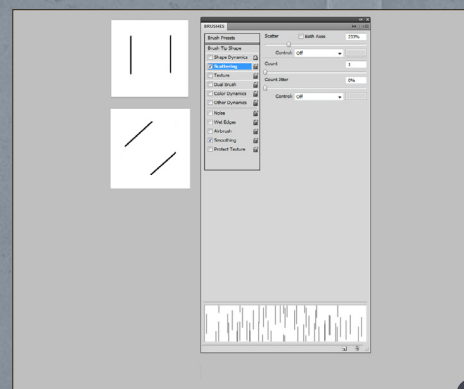 BRUSHES
Brush Presets
Brush Tip Shape
Shape Dynamics
Scattering
Texture
Dual Brush
Color Dynamics
Other Dynamics
Noise
Wet Edges
Airbrush
Smoothing
Protect Texture
Scatter Both Axes
Control: Off
Count 1
Count Jitter 0%
Control: Off